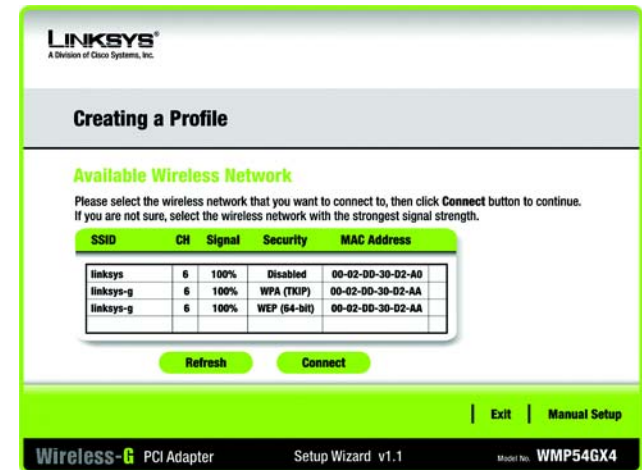 LINKSYS®
A Division of Cisco Systems, Inc.
Creating a Profile
Available Wireless Network
Please select the wireless network that you want to connect to, then click Connect button to continue.
If you are not sure, select the wireless network with the strongest signal strength.
SSID CH Signal Security MAC Address
linksys 6 100% Disabled 00-02-DD-30-D2-A0
linksys-g 6 100% WPA (TKIP) 00-02-DD-30-D2-AA
linksys-g 6 100% WEP (64-bit) 00-02-DD-30-D2-AA
Refresh Connect
Exit Manual Setup
Wireless-G PCI Adapter Setup Wizard v1.1 Model No. WMP54GX4